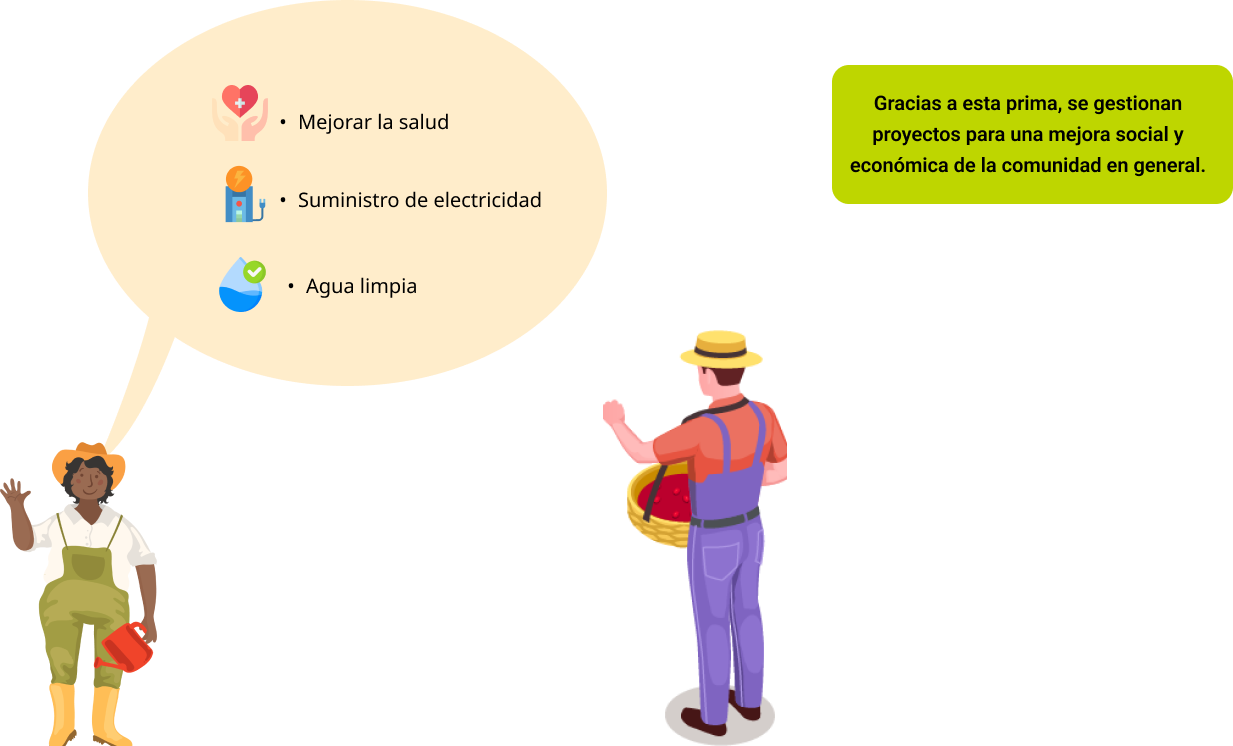 • Mejorar la salud
• Suministro de electricidad
• Agua limpia
Gracias a esta prima, se gestionan
proyectos para una mejora social y
económica de la comunidad en general.